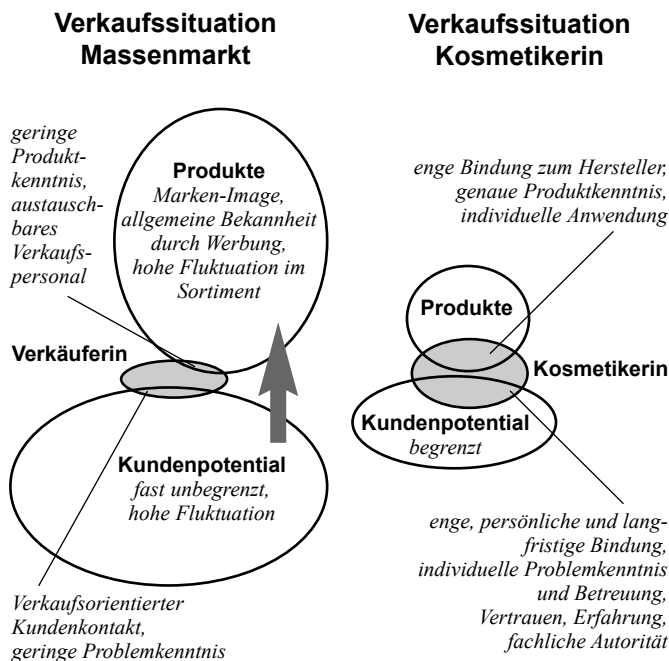 Verkaufssituation
Massenmarkt
geringe
Produkt-
kenntnis,
austausch-
bares
Verkaufs-
personal
Produkte
Marken-Image,
allgemeine Bekannheit
durch Werbung,
hohe Fluktuation im
Sortiment
Verkäuferin
Kundenpotential
fast unbegrenzt,
hohe Fluktuation
Verkaufsorientierter
Kundenkontakt,
geringe Problemkenntnis
Verkaufssituation
Kosmetikerin
enge Bindung zum Hersteller,
genaue Produktkenntnis,
individuelle Anwendung
Produkte
Kosmetikerin
Kundenpotential
begrenzt
enge, persönliche und lang-
fristige Bindung,
individuelle Problemkenntnis
und Betreuung,
Vertrauen, Erfahrung,
fachliche Autorität